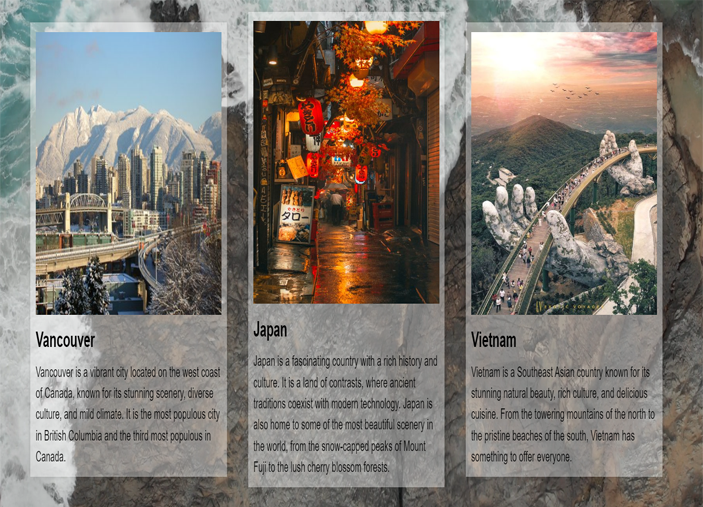 タロー
Vancouver
Vancouver is a vibrant city located on the west coast
of Canada, known for its stunning scenery, diverse
culture, and mild climate. It is the most populous city
in British Columbia and the third most populous in
Canada.
Japan
Japan is a fascinating country with a rich history and
culture. It is a land of contrasts, where ancient
traditions coexist with modern technology. Japan is
also home to some of the most beautiful scenery in
the world, from the snow-capped peaks of Mount
Fuji to the lush cherry blossom forests.
Vietnam
Vietnam is a Southeast Asian country known for its
stunning natural beauty, rich culture, and delicious
cuisine. From the towering mountains of the north to
the pristine beaches of the south, Vietnam has
something to offer everyone.